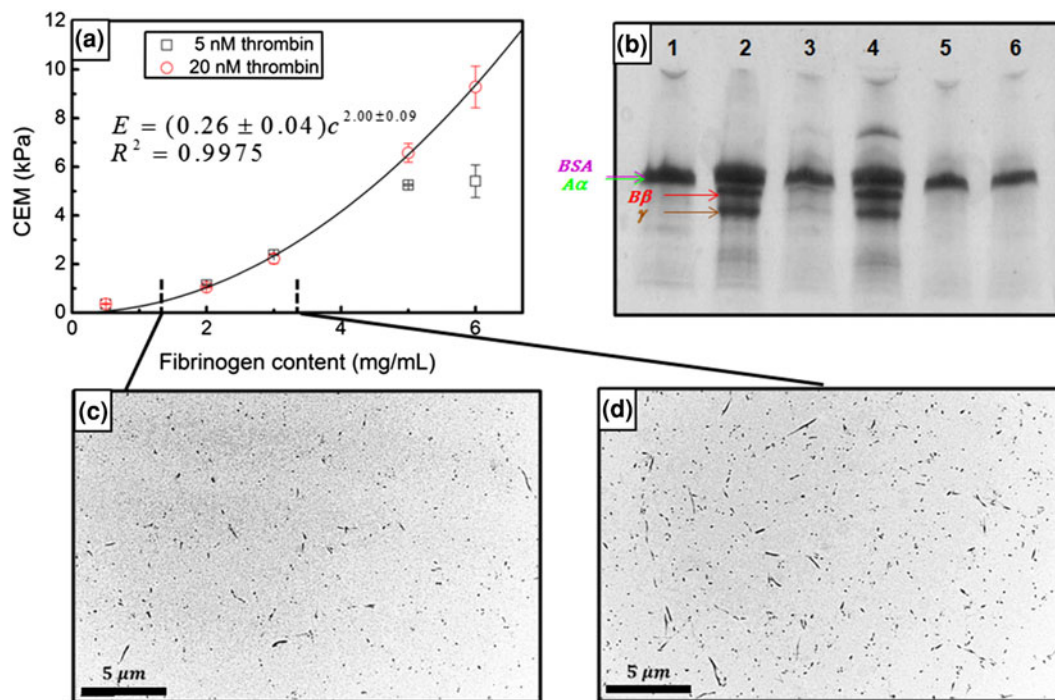 (a)
5 nM thrombin
20 nM thrombin
E = (0.26 ± 0.04)c^2.00±0.09
R² = 0.9975
CEM (kPa)
12
10
8
6
4
2
0
0 2 4 6
Fibrinogen content (mg/mL)
(b)
1 2 3 4 5 6
BSA
Aα
Bβ
γ
(c)
5 µm
(d)
5 µm